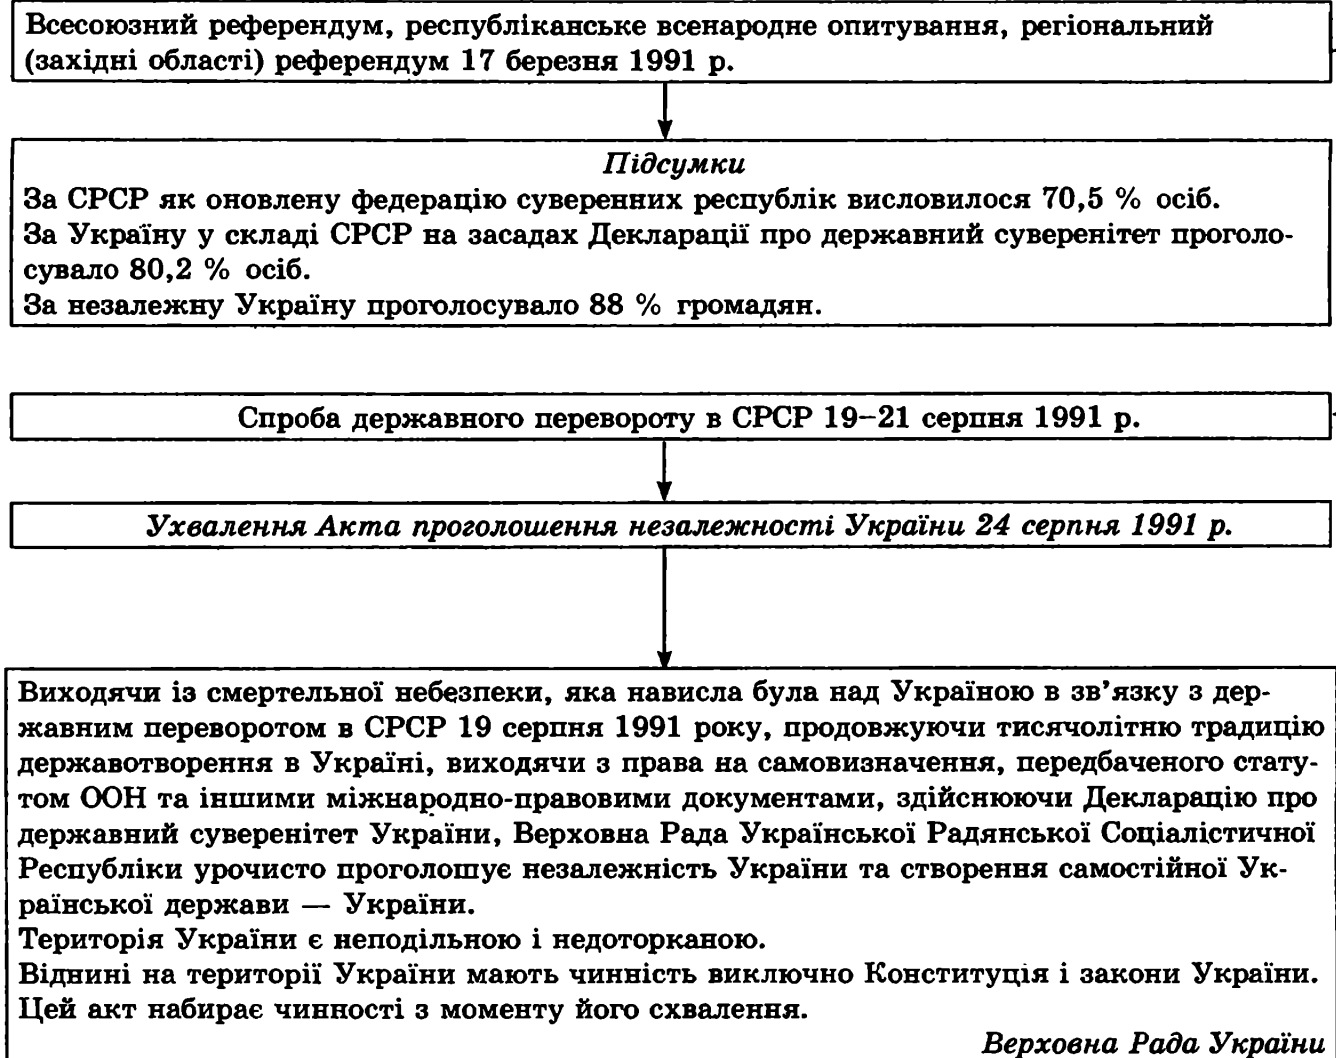 Всесоюзний референдум, республіканське всенародне опитування, регіональний
(західні області) референдум 17 березня 1991 р.
Підсумки
За СРСР як оновлену федерацію суверенних республік висловилося 70,5 % осіб.
За Україну у складі СРСР на засадах Декларації про державний суверенітет проголо-
сувало 80,2 % осіб.
За незалежну Україну проголосувало 88 % громадян.
Спроба державного перевороту в СРСР 19–21 серпня 1991 р.
Ухвалення Акта проголошення незалежності України 24 серпня 1991 р.
Виходячи із смертельної небезпеки, яка нависла була над Україною в зв’язку з дер-
жавним переворотом в СРСР 19 серпня 1991 року, продовжуючи тисячолітню традицію
державотворення в Україні, виходячи з права на самовизначення, передбаченого стату-
том ООН та іншими міжнародно-правовими документами, здійснюючи Декларацію про
державний суверенітет України, Верховна Рада Української Радянської Соціалістичної
Республіки урочисто проголошує незалежність України та створення самостійної Ук-
раїнської держави — України.
Територія України є неподільною і недоторканою.
Віднині на території України мають чинність виключно Конституція і закони України.
Цей акт набирає чинності з моменту його схвалення.
Верховна Рада України